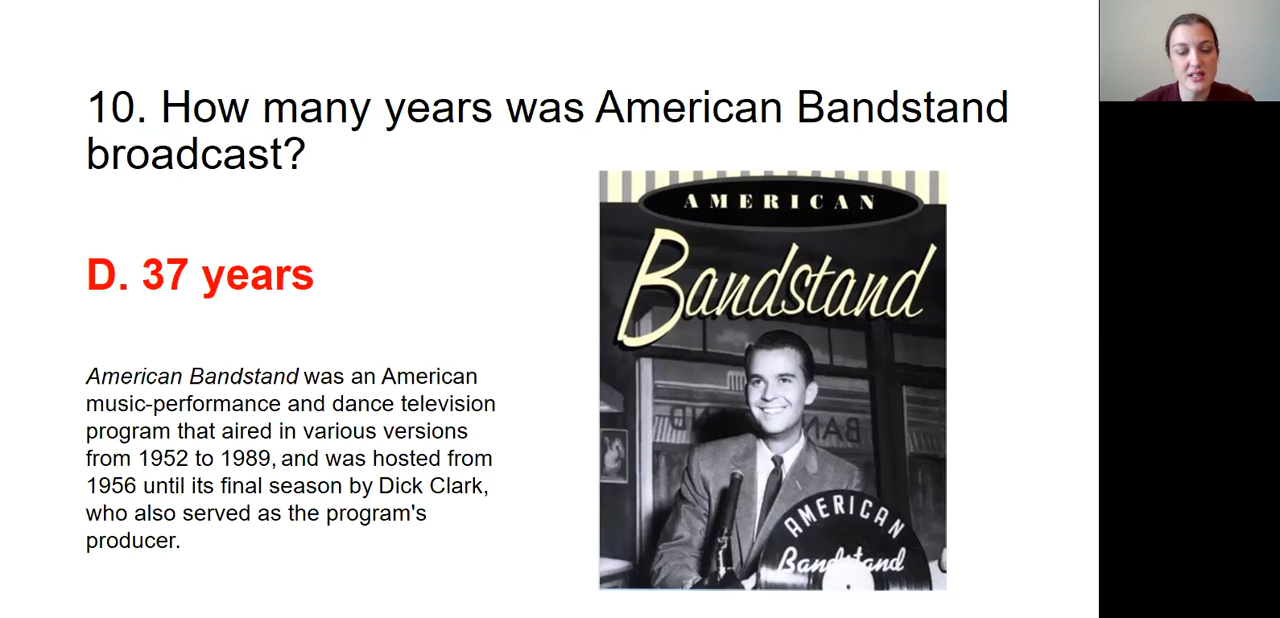 10. How many years was American Bandstand
broadcast?
D. 37 years
American Bandstand was an American
music-performance and dance television
program that aired in various versions
from 1952 to 1989, and was hosted from
1956 until its final season by Dick Clark,
who also served as the program's
producer.
AMERICAN
Bandstand
BAND
BAN
AMERICAN
Bandstand